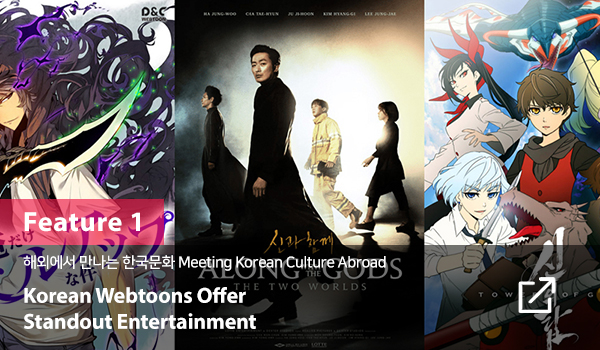 D&C
WEBTOON
HA JUNG-WOO CHA TAE-HYUN JU JI-HOON KIM HYANG-GI LEE JUNG-JAE
Feature 1
신과함께
해외에서 만나는 한국문화 Meeting Korean Culture Abroad
ALONG WITH THE GODS
THE TWO WORLDS
Korean Webtoons Offer
Standout Entertainment